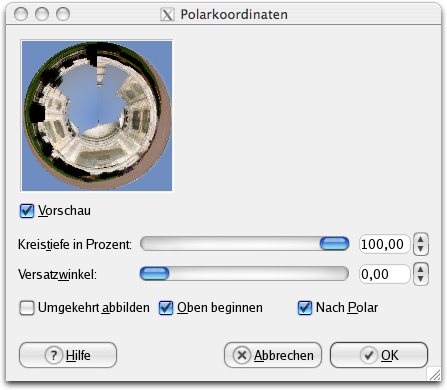 Polarkoordinaten
Vorschau
Kreistiefe in Prozent: 100,00
Versatzwinkel: 0,00
Umgekehrt abbilden Oben beginnen Nach Polar
? Hilfe Abbrechen OK